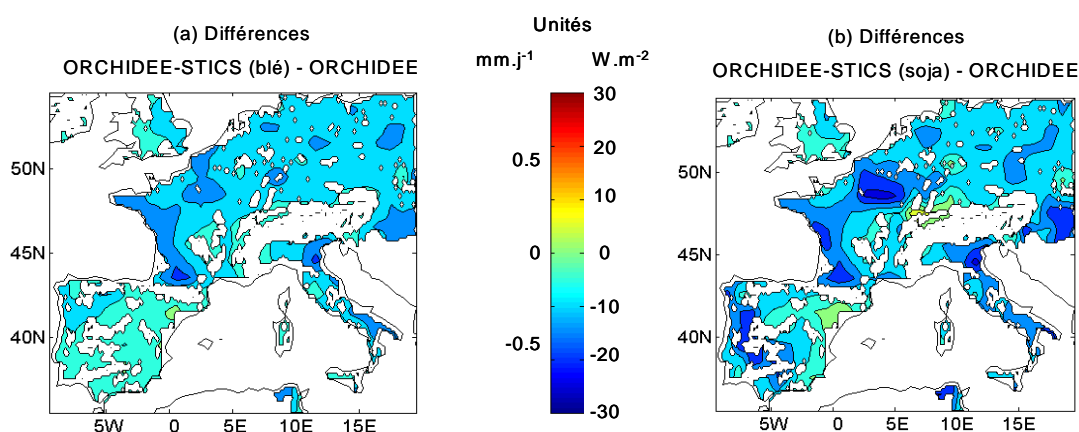 (a) Différences
ORCHIDEE-STICS (blé) - ORCHIDEE
50N
45N
40N
5W 0 5E 10E 15E
Unités
mm.j-1 W.m-2
30
0.5 20
10
0 0
-10
-0.5 -20
-30
(b) Différences
ORCHIDEE-STICS (soja) - ORCHIDEE
50N
45N
40N
5W 0 5E 10E 15E